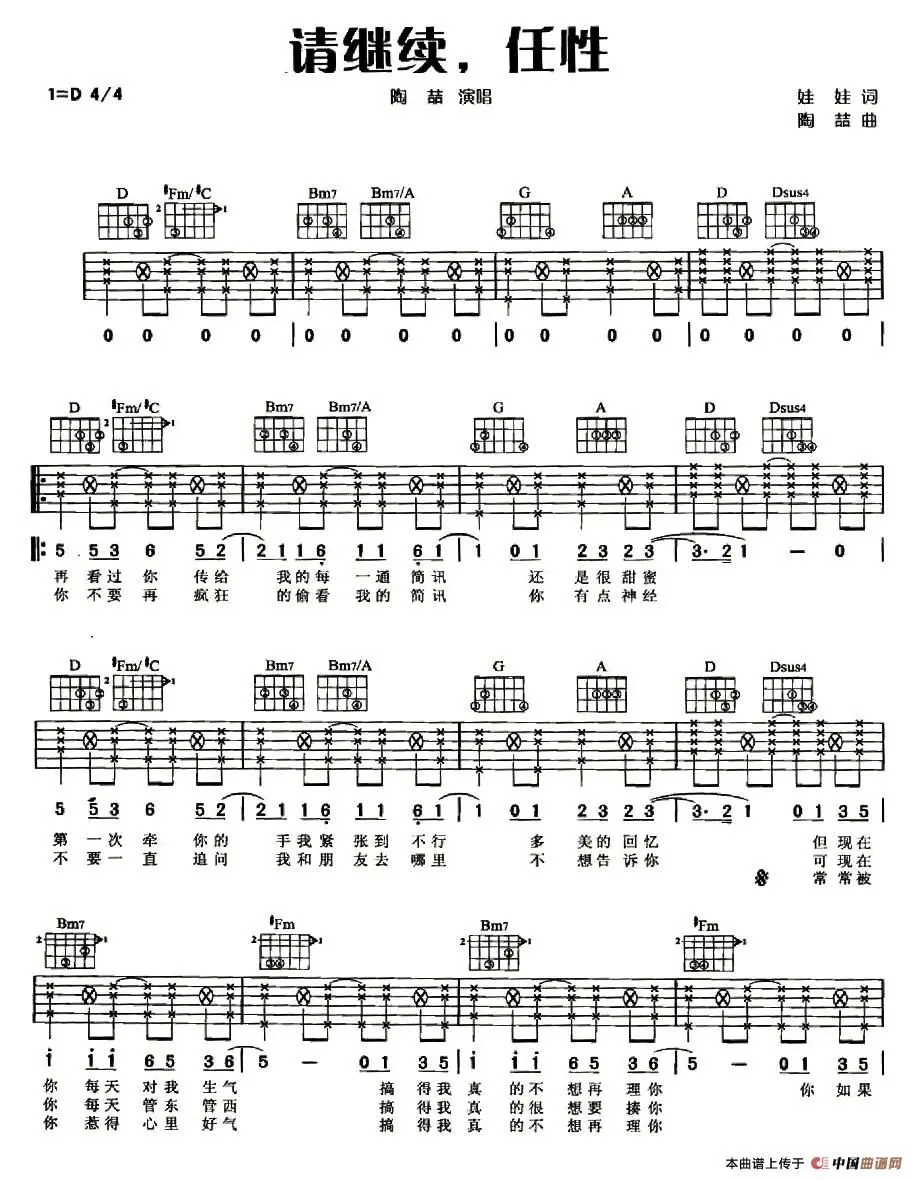 请继续，任性
1=D 4/4 陶 喆 演唱 娃 娃 词
陶 喆 曲
D #Fm/#C Bm7 Bm7/A G A D Dsus4
0 0 0 0 | 0 0 0 0 | 0 0 0 0 | 0 0 0 0 |
D #Fm/#C Bm7 Bm7/A G A D Dsus4
5 53 6 52 | 2116 11 61 | 1 01 23 23 | 3·21 — 0 |
再 看过 你 传给 我的每 一通 简讯 还 是很 甜蜜
你 不要 再 疯狂 的偷看 我的 简讯 你 有点 神经
D #Fm/#C Bm7 Bm7/A G A D Dsus4
5 53 6 52 | 2116 11 61 | 1 01 23 23 | 3·21 01 35 |
第 一次 牵 你的 手我紧 张到 不行 多 美的 回忆 但现在
不 要一 直 追问 我和朋 友去 哪里 不 想告 诉你 可现在
常常被
Bm7 #Fm Bm7 #Fm
2 1 2 2 1 2
i ii 65 36 | 5 — 01 35 | i ii 65 36 | 5 — 01 35 |
你 每天 对我 生气 搞 得我 真 的不 想再 理你 你 如果
你 每天 管东 管西 搞 得我 真 的很 想要 揍你
你 惹得 心里 好气 搞 得我 真 的不 想再 理你
本曲谱上传于 中国曲谱网